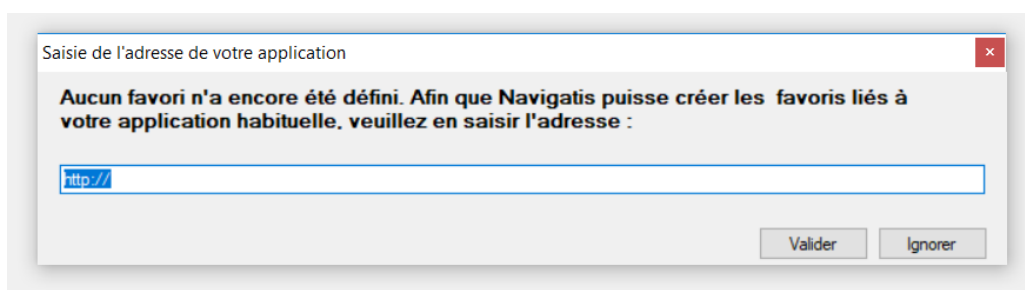 Saisie de l'adresse de votre application
Aucun favori n'a encore été défini. Afin que Navigatis puisse créer les  favoris liés à
votre application habituelle, veuillez en saisir l'adresse :
http://
Valider
Ignorer